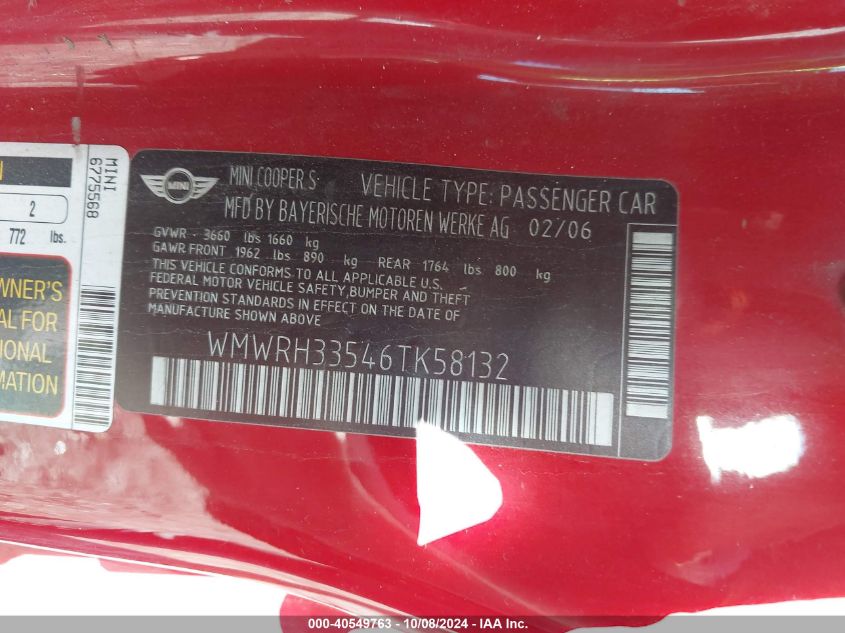 MINI
MINI COOPER S VEHICLE TYPE: PASSENGER CAR
MFD BY BAYERISCHE MOTOREN WERKE AG 02/06
GVWR - 3660 lbs 1660 kg
GAWR FRONT 1962 lbs 890 kg REAR 1764 lbs 800 kg
THIS VEHICLE CONFORMS TO ALL APPLICABLE U.S.
FEDERAL MOTOR VEHICLE SAFETY,BUMPER AND THEFT
PREVENTION STANDARDS IN EFFECT ON THE DATE OF
MANUFACTURE SHOWN ABOVE
WMWRH33546TK58132
2
772 lbs.
MINI
6775568
WNER'S
AL FOR
IONAL
MATION
000-40549763 - 10/08/2024 - IAA